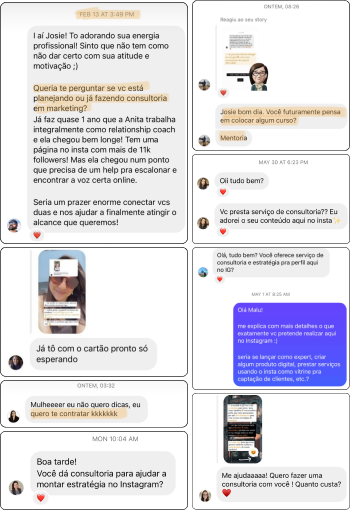 FEB 13 AT 3:49 PM
I aí Josie! To adorando sua energia
profissional! Sinto que não tem como
não dar certo com sua atitude e
motivação ;)
Queria te perguntar se vc está
planejando ou já fazendo consultoria
em marketing?
Já faz quase 1 ano que a Anita trabalha
integralmente como relationship coach
e ela chegou bem longe! Tem uma
página no insta com mais de 11k
followers! Mas ela chegou num ponto
que precisa de um help pra escalonar e
encontrar a voz certa online.
Seria um prazer enorme conectar vcs
duas e nos ajudar a finalmente atingir o
alcance que queremos!
Já tô com o cartão pronto só
esperando
ONTEM, 03:32
Mulheeeer eu não quero dicas, eu
quero te contratar kkkkkkk
MON 10:04 AM
Boa tarde!
Você dá consultoria para ajudar a
montar estratégia no Instagram?
ONTEM, 08:26
Reagiu ao seu story
Josie bom dia. Você futuramente pensa
em colocar algum curso?
Mentoria
MAY 30 AT 6:23 PM
Oii tudo bem?
Vc presta serviço de consultoria?? Eu
adorei o seu conteúdo aqui no insta ✨
Olá, tudo bem? Você oferece serviço de
consultoria e estratégia pra perfil aqui
no IG?
MAY 1 AT 8:25 AM
Olá Malu!
me explica com mais detalhes o que
exatamente vc pretende realizar aqui
no Instagram :)
seria se lançar como expert, criar
algum produto digital, prestar serviços
usando o insta como vitrine pra
captação de clientes, etc.?
Me ajudaaaaa! Quero fazer uma
consultoria com você ! Quanto custa?